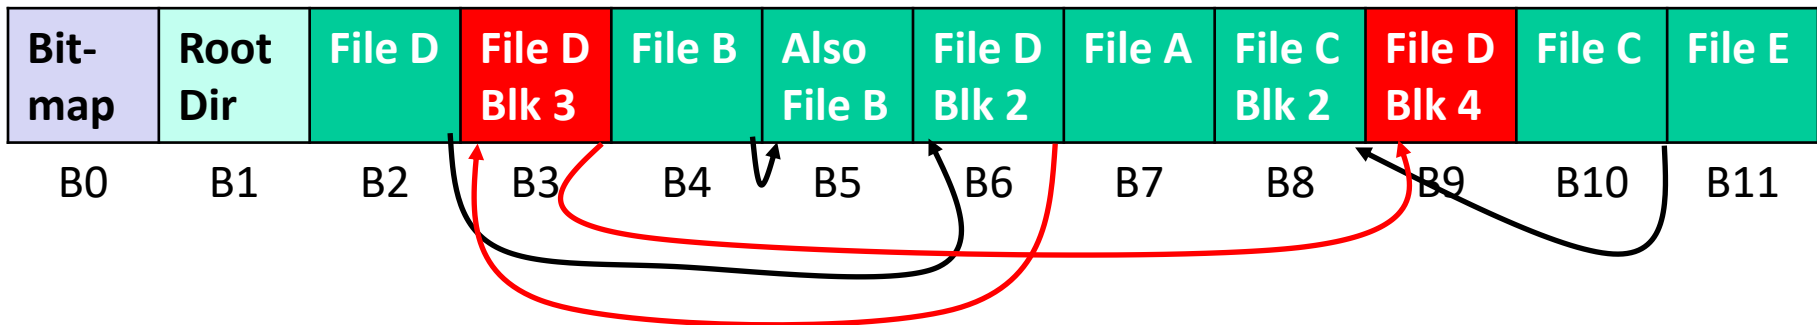 Bit-
map
Root
Dir
File D
File D
Blk 3
File B
Also
File B
File D
Blk 2
File A
File C
Blk 2
File D
Blk 4
File C
File E
B0 B1 B2 B3 B4 B5 B6 B7 B8 B9 B10 B11